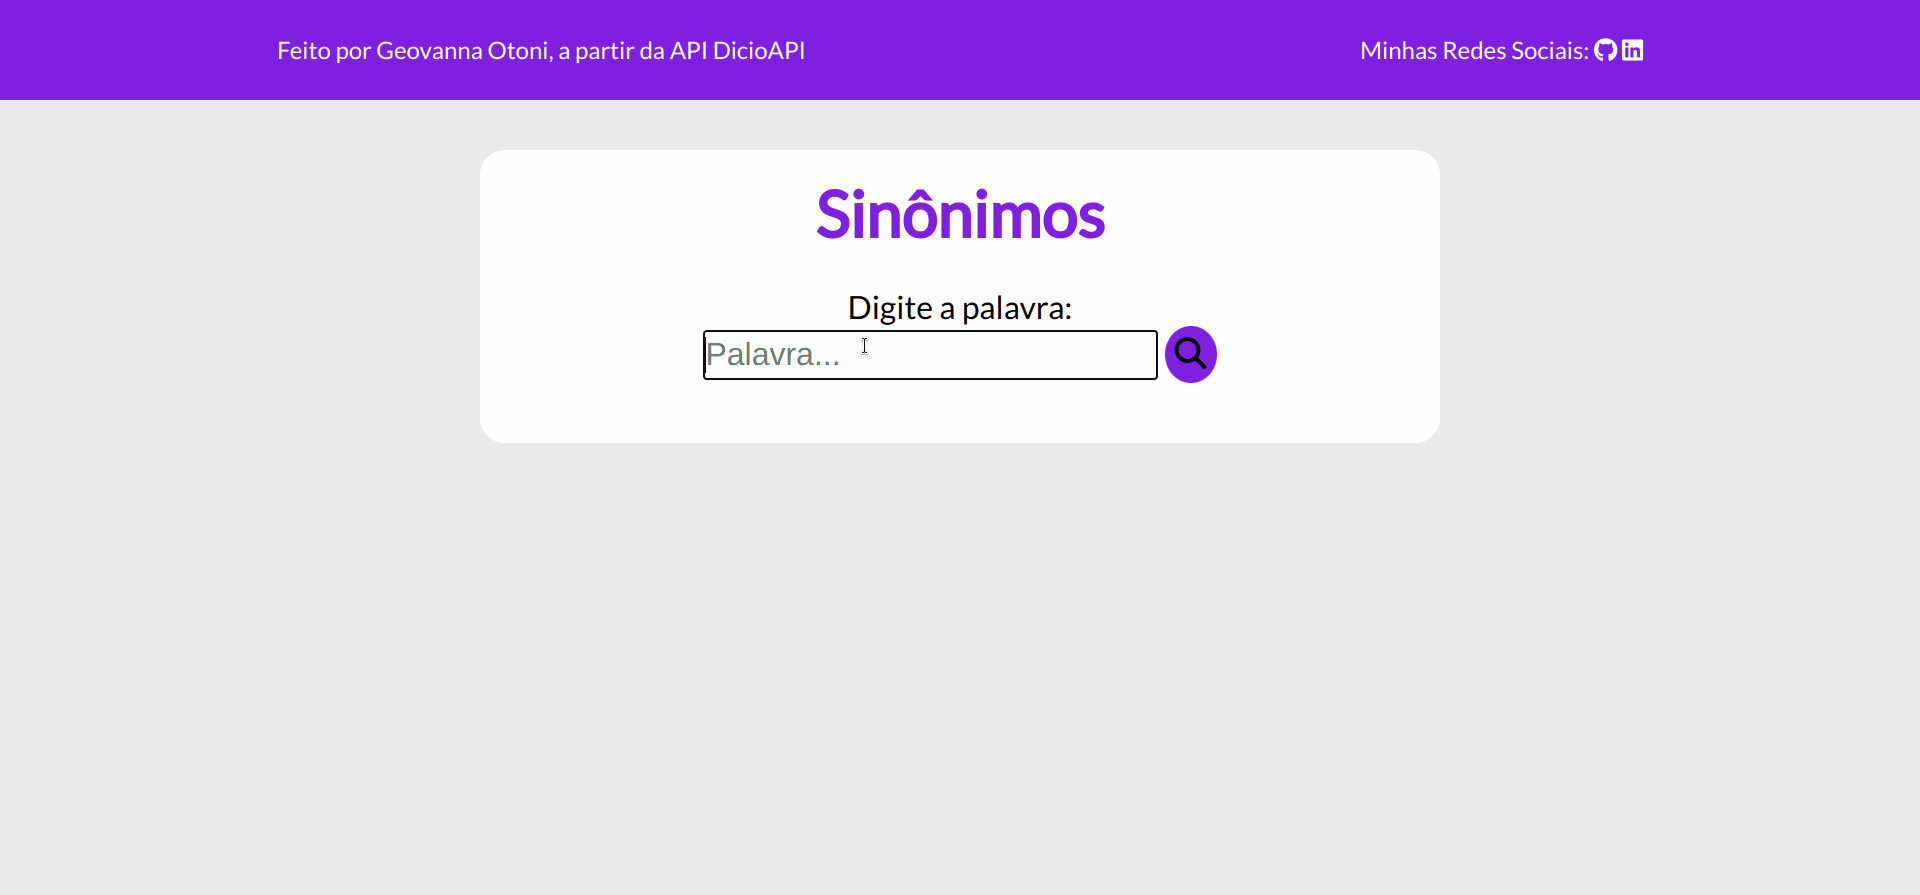 Feito por Geovanna Otoni, a partir da API DicioAPI
Minhas Redes Sociais:
Sinônimos
Digite a palavra:
Palavra...